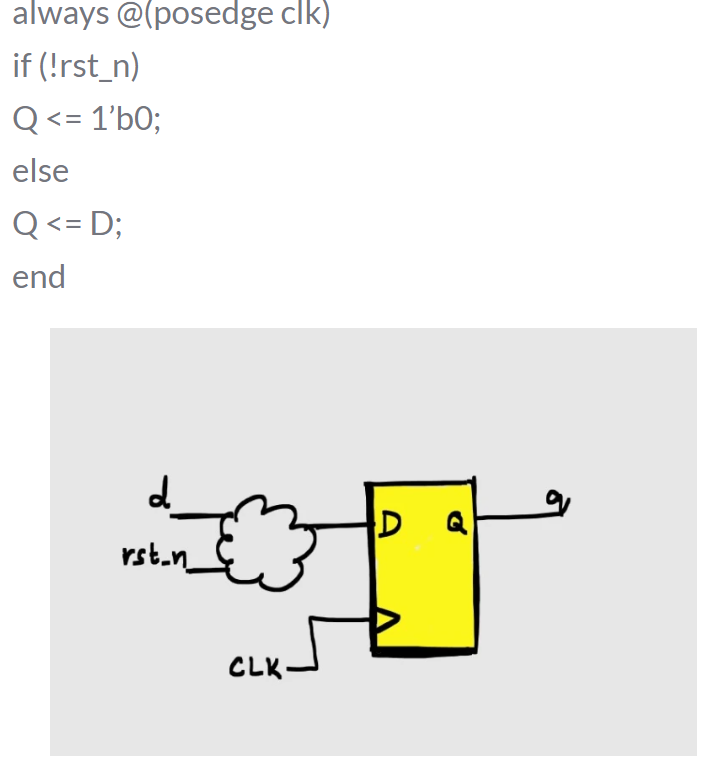 always @(posedge clk)
if (!rst_n)
Q <= 1’b0;
else
Q <= D;
end
d
rst_n
D
Q
q
CLK